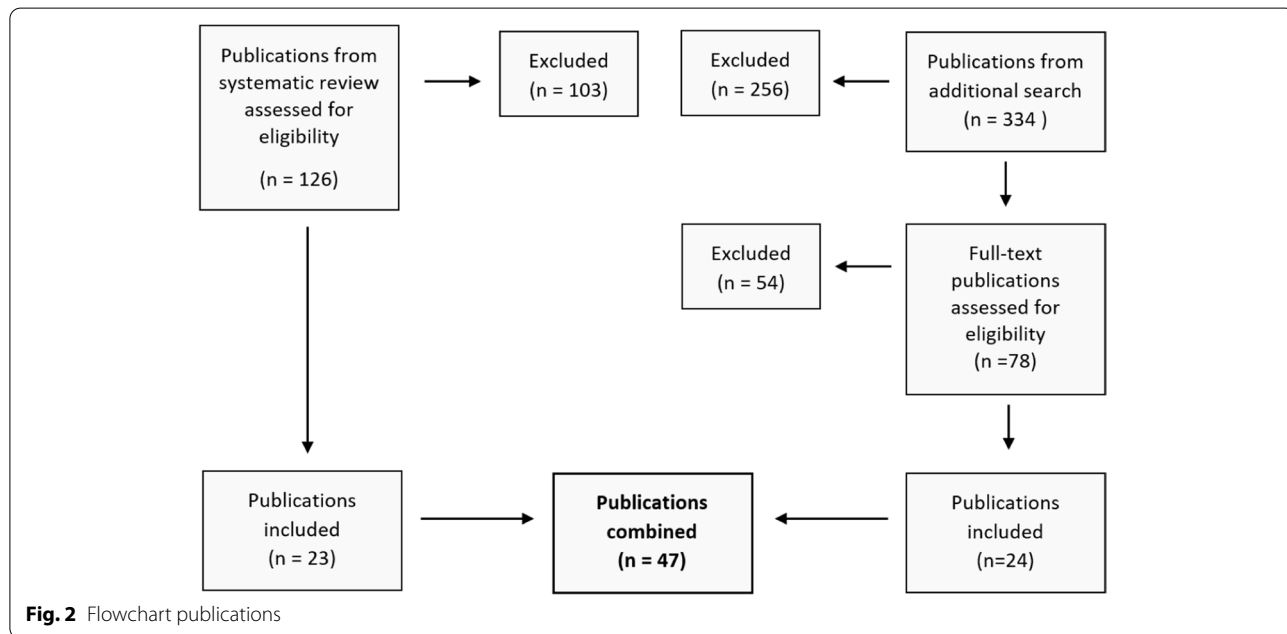 Publications from
systematic review
assessed for
eligibility
(n = 126)
Excluded
(n = 103)
Excluded
(n = 256)
Publications from
additional search
(n = 334 )
Excluded
(n = 54)
Full-text
publications
assessed for
eligibility
(n =78)
Publications
included
(n = 23)
Publications
combined
(n = 47)
Publications
included
(n=24)
Fig. 2 Flowchart publications